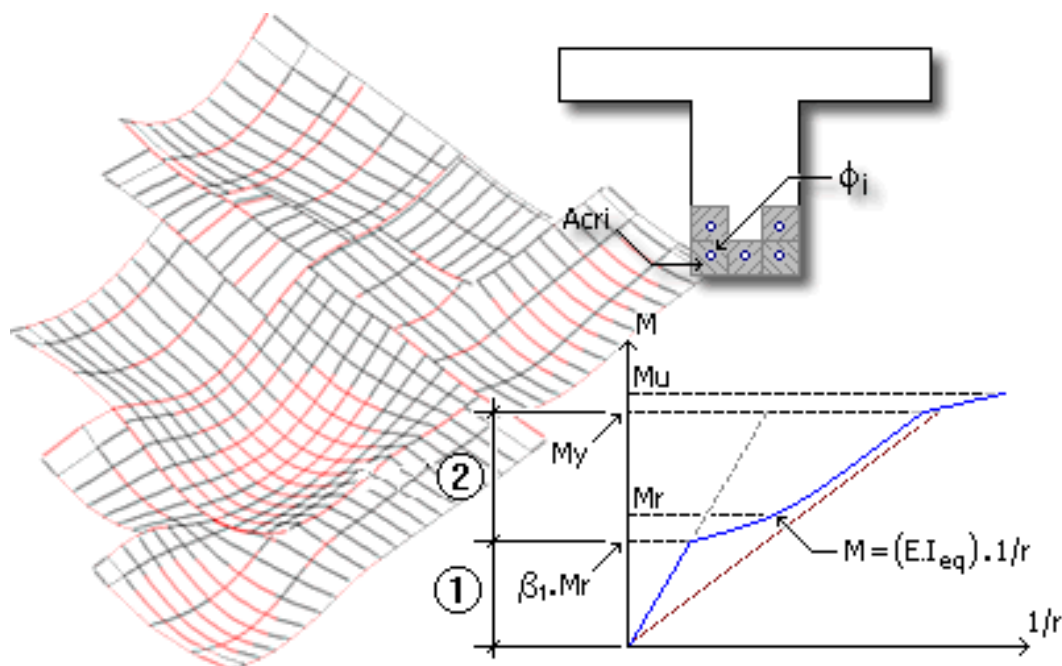 ϕi
Acri
M
Mu
My
Mr
②
M = (E.Ieq) . 1/r
β1.Mr
①
1/r